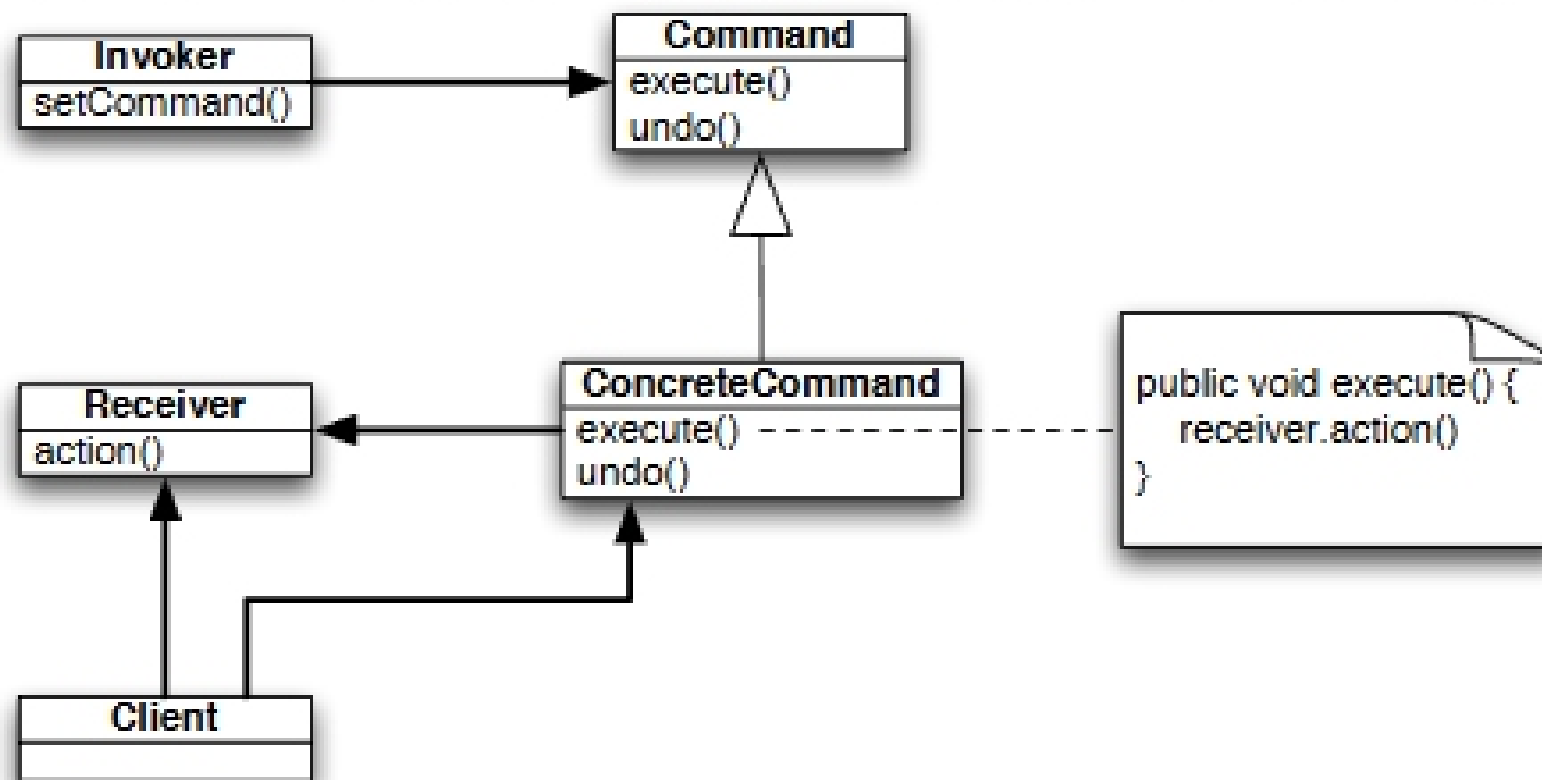 Invoker
setCommand()
Command
execute()
undo()
Receiver
action()
ConcreteCommand
execute()
undo()
public void execute() {
receiver.action()
}
Client